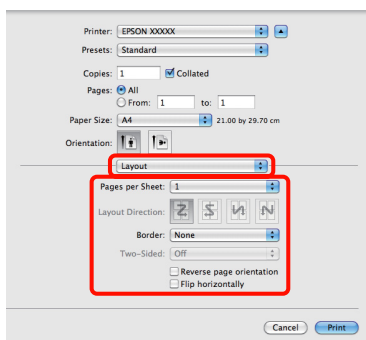 Printer: EPSON XXXXX
Presets: Standard
Copies: 1 Collated
Pages: All
From: 1 to: 1
Paper Size: A4 21.00 by 29.70 cm
Orientation:
Layout
Pages per Sheet: 1
Layout Direction:
Border: None
Two-Sided: Off
Reverse page orientation
Flip horizontally
Cancel Print